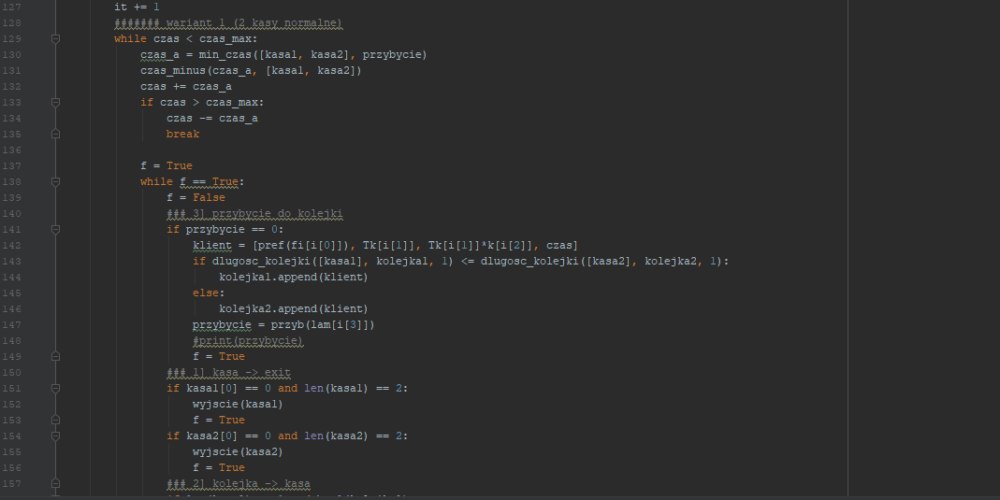 127 it += 1
128 ####### wariant 1 (2 kasy normalne)
129 while czas < czas_max:
130 czas_a = min_czas([kasa1, kasa2], przybycie)
131 czas_minus(czas_a, [kasa1, kasa2])
132 czas += czas_a
133 if czas > czas_max:
134 czas -= czas_a
135 break
136
137 f = True
138 while f == True:
139 f = False
140 ### 3] przybycie do kolejki
141 if przybycie == 0:
142 klient = [pref(fi[i[0]]), Tk[i[1]], Tk[i[1]]*k[i[2]], czas]
143 if dlugosc_kolejki([kasa1], kolejka1, 1) <= dlugosc_kolejki([kasa2], kolejka2, 1):
144 kolejka1.append(klient)
145 else:
146 kolejka2.append(klient)
147 przybycie = przyb(lam[i[3]])
148 #print(przybycie)
149 f = True
150 ### 1] kasa -> exit
151 if kasa1[0] == 0 and len(kasa1) == 2:
152 wyjscie(kasa1)
153 f = True
154 if kasa2[0] == 0 and len(kasa2) == 2:
155 wyjscie(kasa2)
156 f = True
157 ### 2] kolejka -> kasa